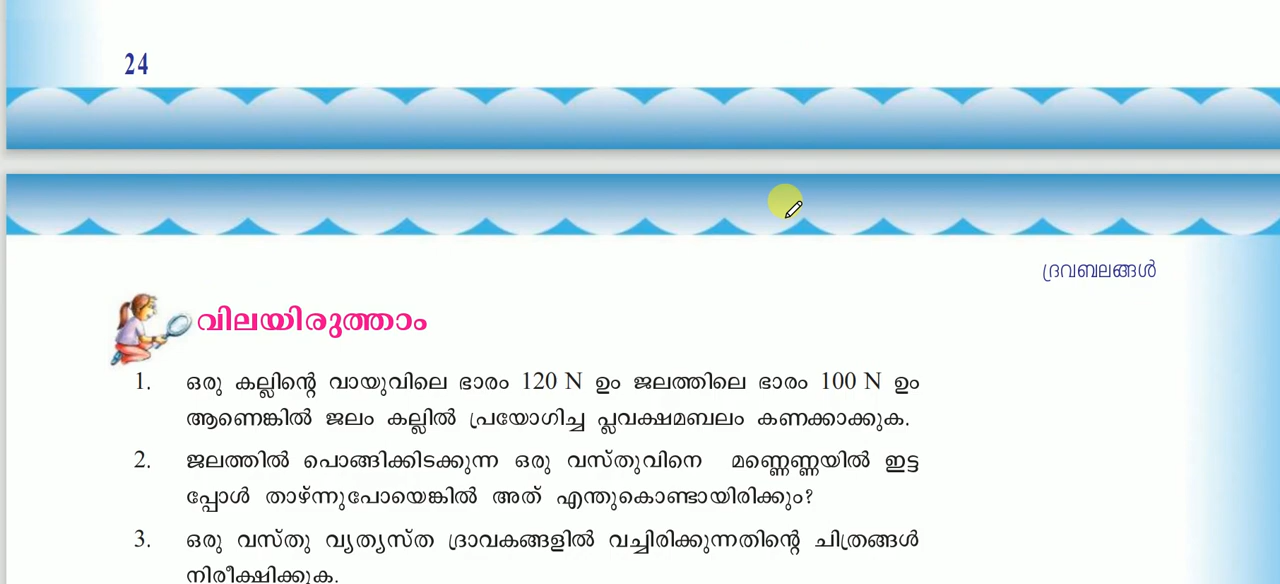 24
ദ്രവബലങ്ങൾ
വിലയിരുത്താം
1. ഒരു കല്ലിന്റെ വായുവിലെ ഭാരം 120 N ഉം ജലത്തിലെ ഭാരം 100 N ഉം
ആണെങ്കിൽ ജലം കല്ലിൽ പ്രയോഗിച്ച പ്ലവക്ഷമബലം കണക്കാക്കുക.
2. ജലത്തിൽ പൊങ്ങിക്കിടക്കുന്ന ഒരു വസ്തുവിനെ മണ്ണെണ്ണയിൽ ഇട്ട
പ്പോൾ താഴ്ന്നുപോയെങ്കിൽ അത് എന്തുകൊണ്ടായിരിക്കും?
3. ഒരു വസ്തു വ്യത്യസ്ത ദ്രാവകങ്ങളിൽ വച്ചിരിക്കുന്നതിന്റെ ചിത്രങ്ങൾ
നിരീക്ഷിക്കുക.